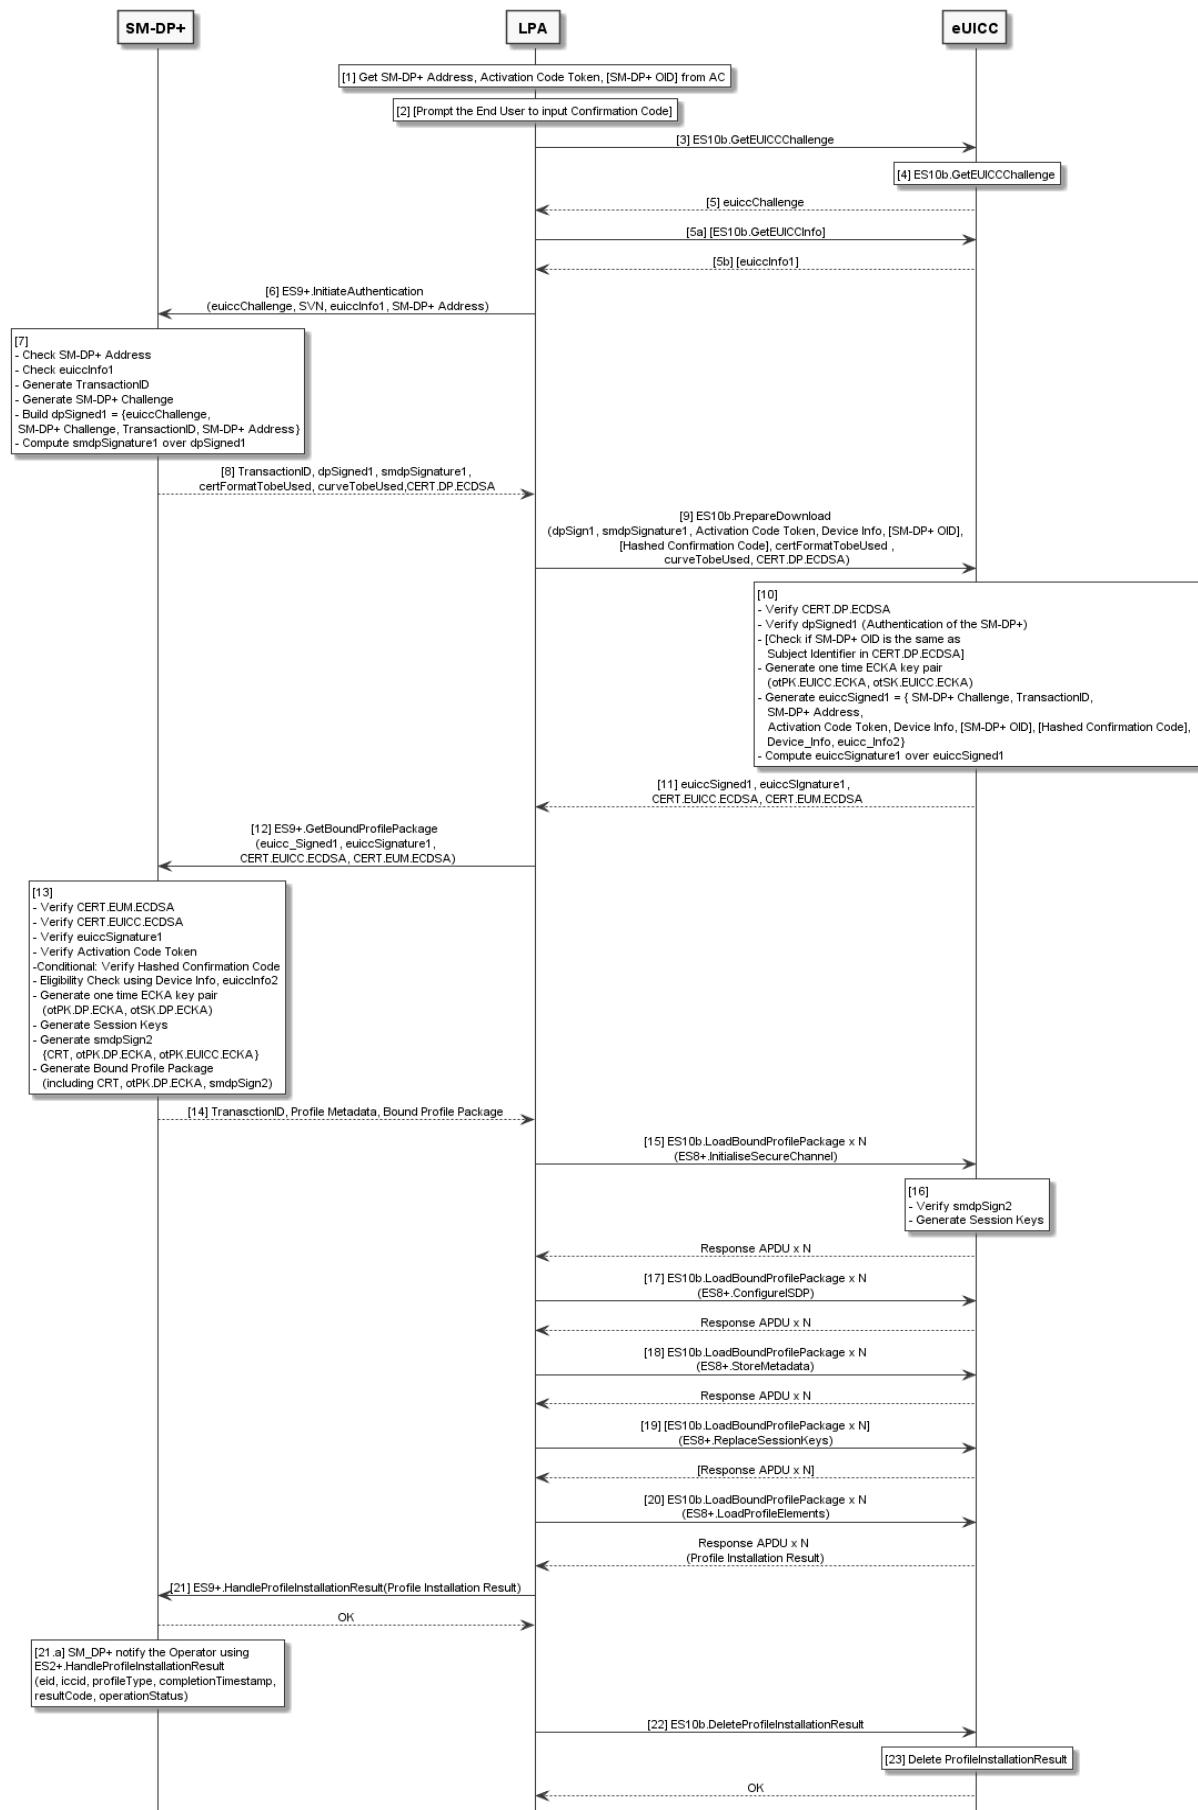 SM-DP+
LPA
eUICC
[1] Get SM-DP+ Address, Activation Code Token, [SM-DP+ OID] from AC
[2] [Prompt the End User to input Confirmation Code]
[3] ES10b.GetEUICCChallenge
[4] ES10b.GetEUICCChallenge
[5] euiccChallenge
[5a] [ES10b.GetEUICCInfo]
[5b] [euiccInfo1]
[6] ES9+.InitiateAuthentication
(euiccChallenge, SVN, euiccInfo1, SM-DP+ Address)
[7]
- Check SM-DP+ Address
- Check euiccInfo1
- Generate TransactionID
- Generate SM-DP+ Challenge
- Build dpSigned1 = {euiccChallenge,
SM-DP+ Challenge, TransactionID, SM-DP+ Address}
- Compute smdpSignature1 over dpSigned1
[8] TransactionID, dpSigned1, smdpSignature1,
certFormatTobeUsed, curveTobeUsed,CERT.DP.ECDSA
[9] ES10b.PrepareDownload
(dpSign1, smdpSignature1, Activation Code Token, Device Info, [SM-DP+ OID],
[Hashed Confirmation Code], certFormatTobeUsed ,
curveTobeUsed, CERT.DP.ECDSA)
[10]
- Verify CERT.DP.ECDSA
- Verify dpSigned1 (Authentication of the SM-DP+)
- [Check if SM-DP+ OID is the same as
Subject Identifier in CERT.DP.ECDSA]
- Generate one time ECKA key pair
(otPK.EUICC.ECKA, otSK.EUICC.ECKA)
- Generate euiccSigned1 = { SM-DP+ Challenge, TransactionID,
SM-DP+ Address,
Activation Code Token, Device Info, [SM-DP+ OID], [Hashed Confirmation Code],
Device_Info, euicc_Info2}
- Compute euiccSignature1 over euiccSigned1
[11] euiccSigned1, euiccSIgnature1,
CERT.EUICC.ECDSA, CERT.EUM.ECDSA
[12] ES9+.GetBoundProfilePackage
(euicc_Signed1, euiccSignature1,
CERT.EUICC.ECDSA, CERT.EUM.ECDSA)
[13]
- Verify CERT.EUM.ECDSA
- Verify CERT.EUICC.ECDSA
- Verify euiccSignature1
- Verify Activation Code Token
-Conditional: Verify Hashed Confirmation Code
- Eligibility Check using Device Info, euiccInfo2
- Generate one time ECKA key pair
(otPK.DP.ECKA, otSK.DP.ECKA)
- Generate Session Keys
- Generate smdpSign2
{CRT, otPK.DP.ECKA, otPK.EUICC.ECKA}
- Generate Bound Profile Package
(including CRT, otPK.DP.ECKA, smdpSign2)
[14] TranasctionID, Profile Metadata, Bound Profile Package
[15] ES10b.LoadBoundProfilePackage x N
(ES8+.InitialiseSecureChannel)
[16]
- Verify smdpSign2
- Generate Session Keys
Response APDU x N
[17] ES10b.LoadBoundProfilePackage x N
(ES8+.ConfigureISDP)
Response APDU x N
[18] ES10b.LoadBoundProfilePackage x N
(ES8+.StoreMetadata)
Response APDU x N
[19] [ES10b.LoadBoundProfilePackage x N]
(ES8+.ReplaceSessionKeys)
[Response APDU x N]
[20] ES10b.LoadBoundProfilePackage x N
(ES8+.LoadProfileElements)
Response APDU x N
(Profile Installation Result)
[21] ES9+.HandleProfileInstallationResult(Profile Installation Result)
OK
[21.a] SM_DP+ notify the Operator using
ES2+.HandleProfileInstallationResult
(eid, iccid, profileType, completionTimestamp,
resultCode, operationStatus)
[22] ES10b.DeleteProfileInstallationResult
[23] Delete ProfileInstallationResult
OK